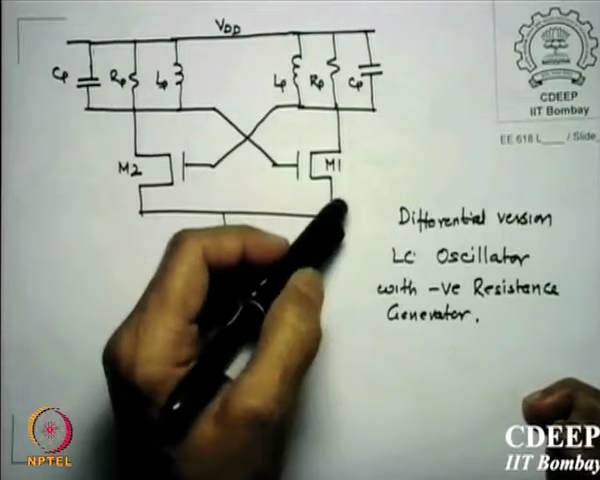 VDD
Cp Rp Lp Lp Rp Cp
M2 M1
Differential version
LC Oscillator
with -ve Resistance
Generator.
CDEEP
IIT Bombay
EE 618 L___ / Slide_
NPTEL
CDEEP
IIT Bombay